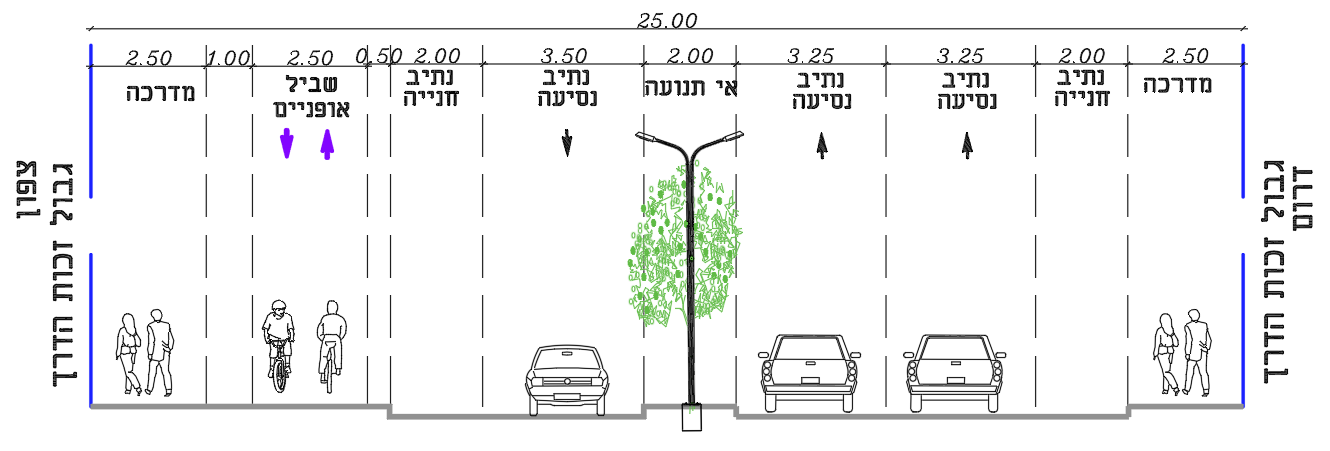 25.00
2.50 1.00 2.50 0.50 2.00 3.50 2.00 3.25 3.25 2.00 2.50
מדרכה
שביל
אופניים
נתיב
חנייה
נתיב
נסיעה
אי תנועה
נתיב
נסיעה
נתיב
נסיעה
נתיב
חנייה
מדרכה
צפון
גבול זכות הדרך
גבול זכות הדרך
דרום